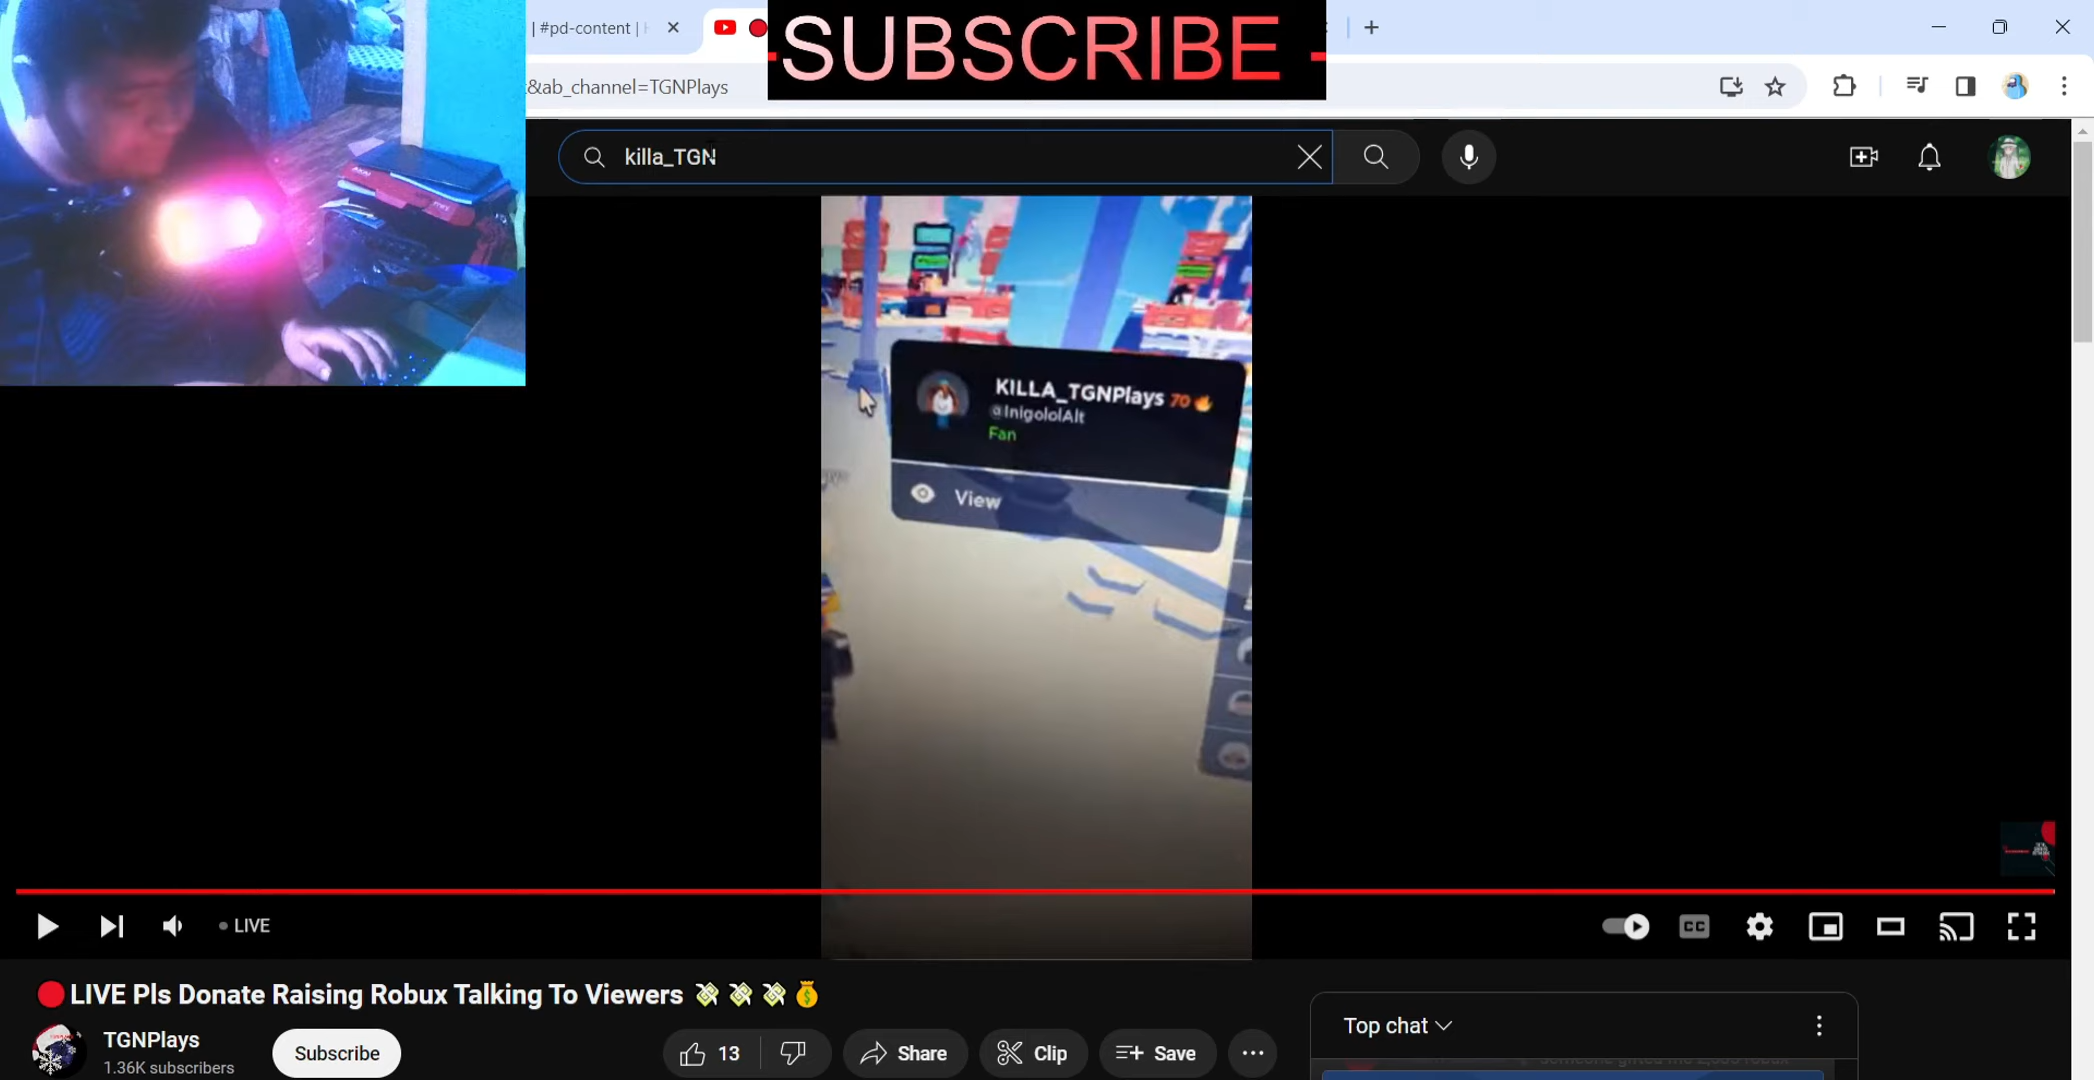 | #pd-content |
SUBSCRIBE
&ab_channel=TGNPlays
killa_TGN
KILLA_TGNPlays 70🔥
@InigololAlt
Fan
View
LIVE
🔴LIVE Pls Donate Raising Robux Talking To Viewers 💸 💸 💸 💰
TGNPlays
1.36K subscribers
Subscribe
13
Share
Clip
Save
Top chat
CC